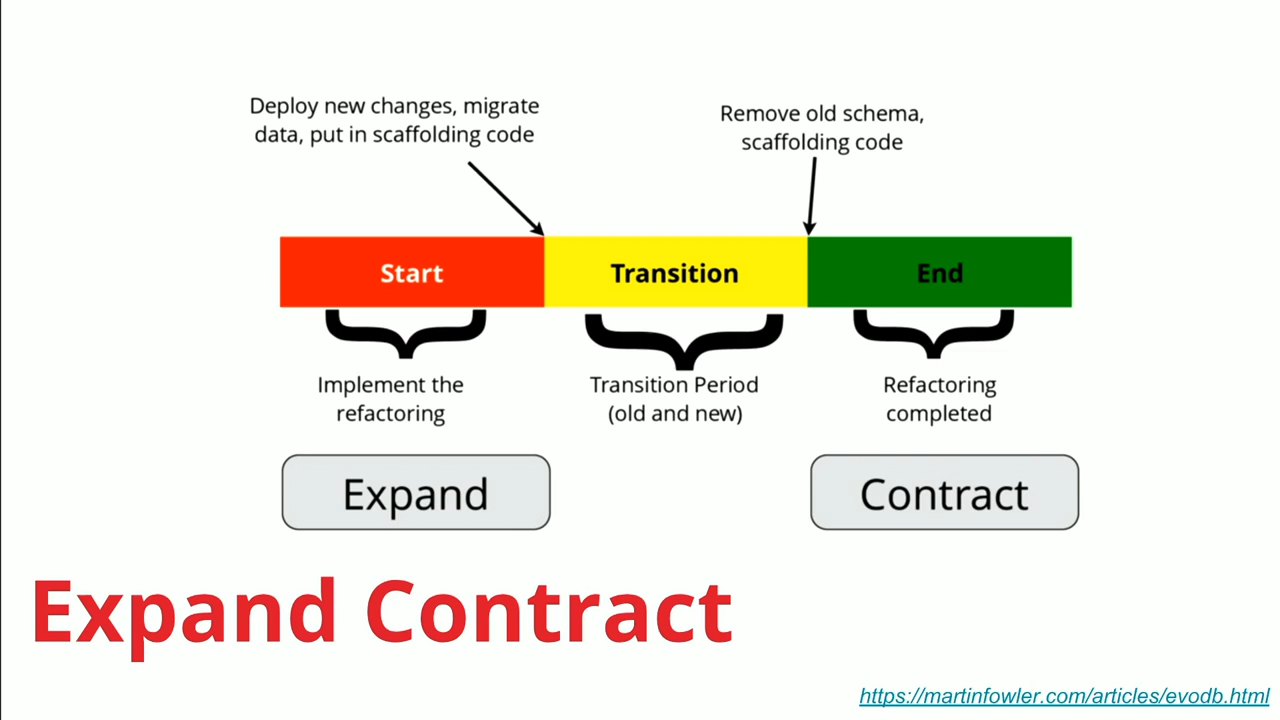 Deploy new changes, migrate
data, put in scaffolding code
Remove old schema,
scaffolding code
Start
Transition
End
Implement the
refactoring
Transition Period
(old and new)
Refactoring
completed
Expand
Contract
Expand Contract
https://martinfowler.com/articles/evodb.html